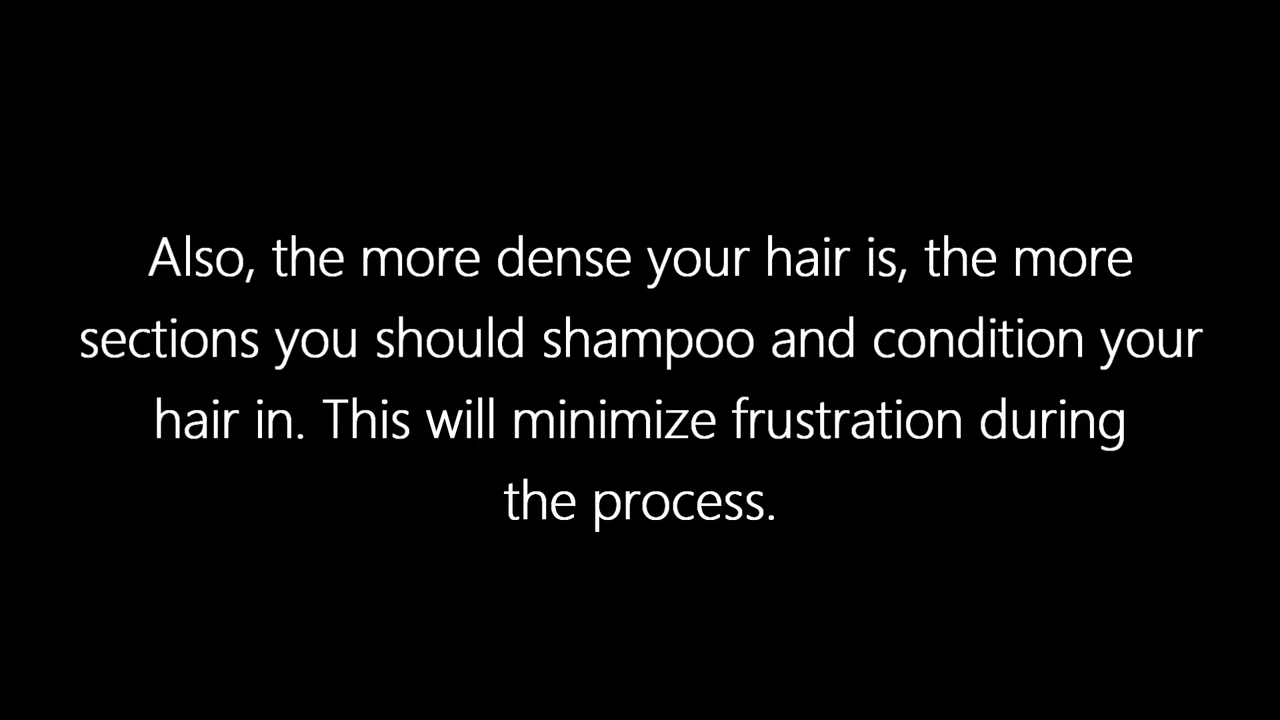 Also, the more dense your hair is, the more
sections you should shampoo and condition your
hair in. This will minimize frustration during
the process.